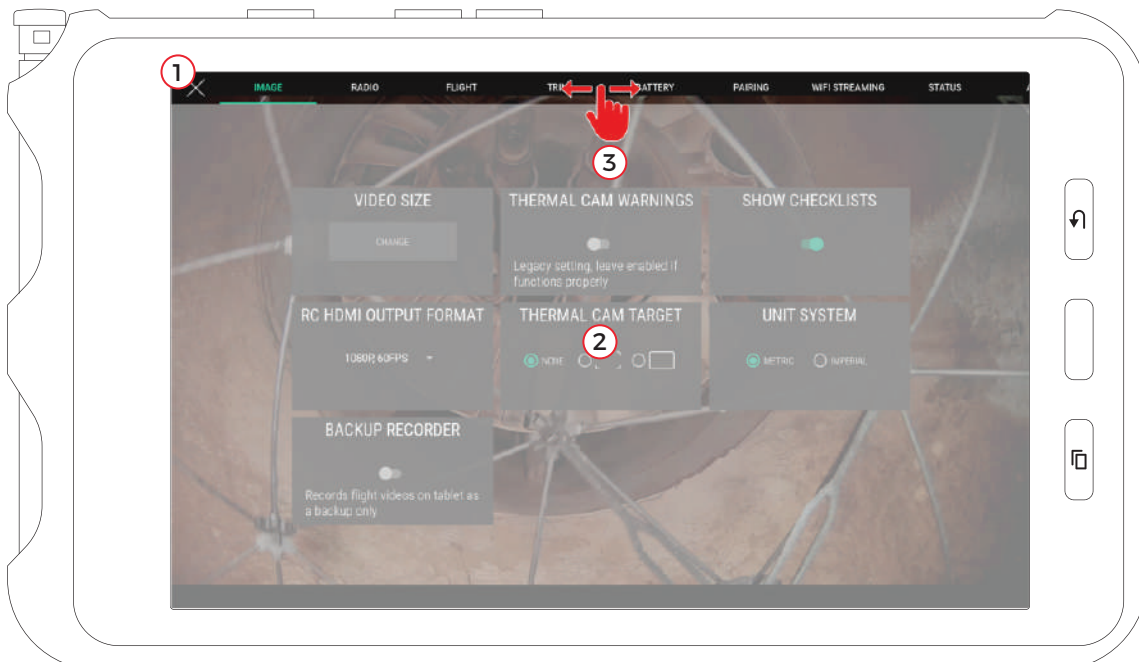 1
IMAGE RADIO FLIGHT BATTERY PAIRING WIFI STREAMING STATUS
3
VIDEO SIZE
CHANGE
THERMAL CAM WARNINGS
Legacy setting, leave enabled if
functions properly
SHOW CHECKLISTS
RC HDMI OUTPUT FORMAT
1080P, 60FPS
THERMAL CAM TARGET
2
NONE
UNIT SYSTEM
METRIC IMPERIAL
BACKUP RECORDER
Records flight videos on tablet as
a backup only